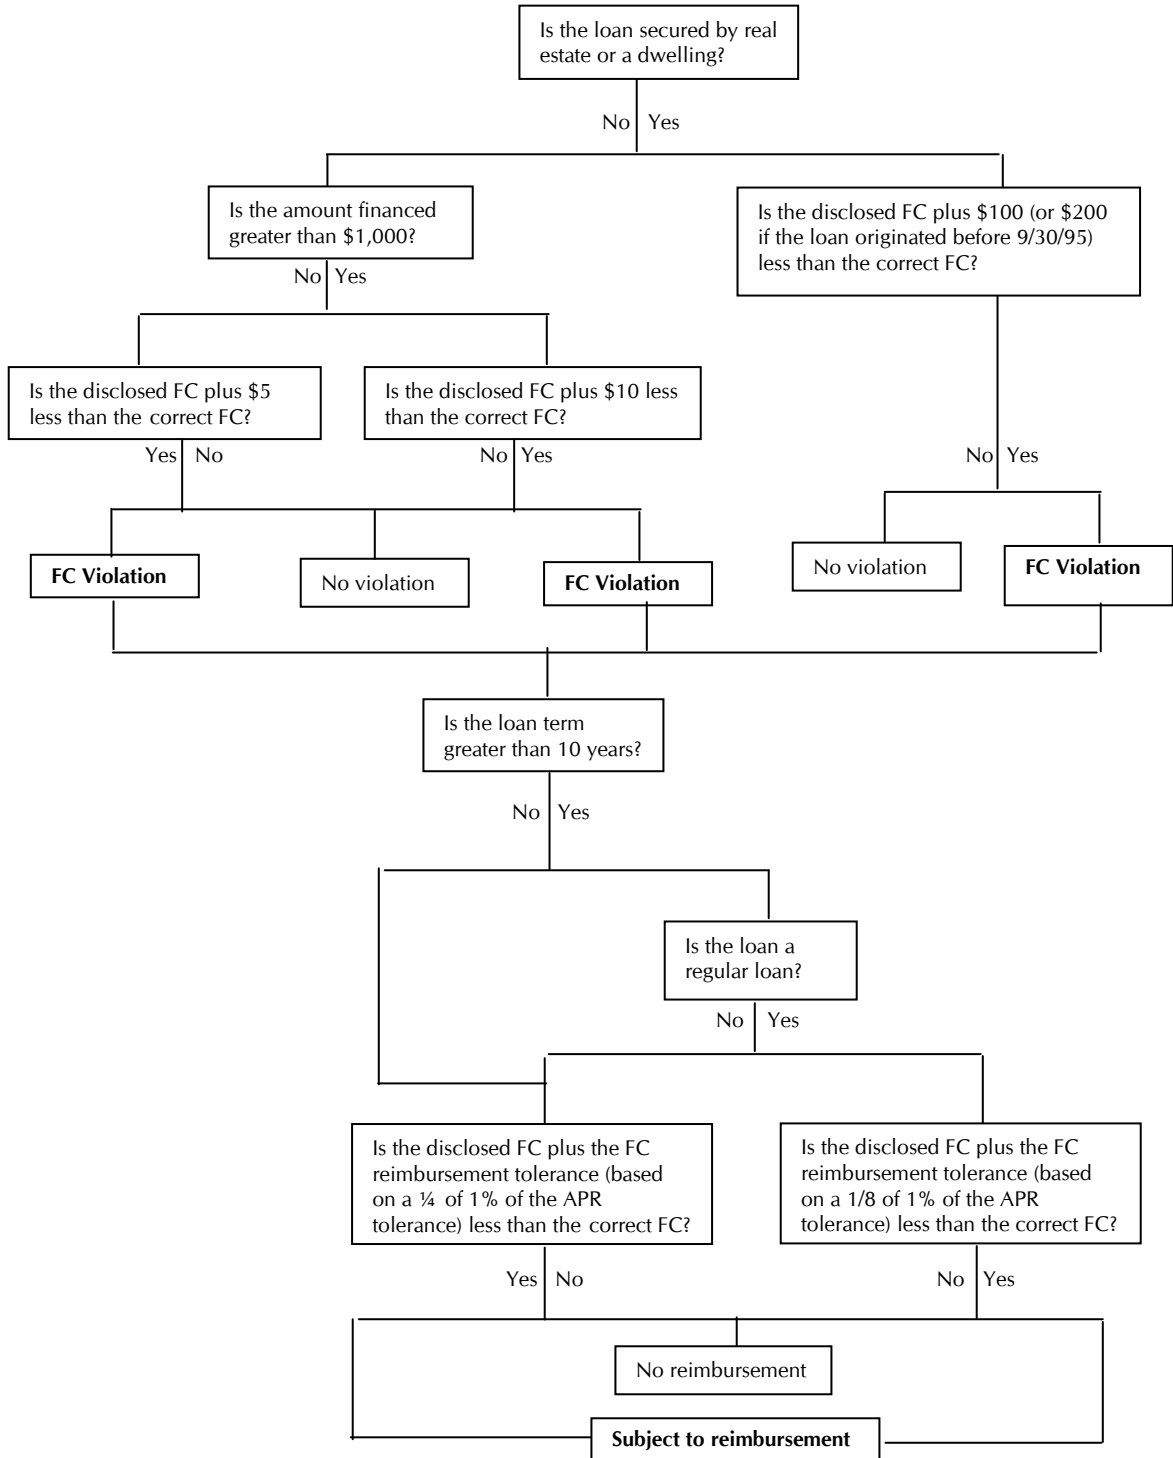 Is the loan secured by real
estate or a dwelling?
No Yes
Is the amount financed
greater than $1,000?
Is the disclosed FC plus $100 (or $200
if the loan originated before 9/30/95)
less than the correct FC?
No Yes
Is the disclosed FC plus $5
less than the correct FC?
Is the disclosed FC plus $10 less
than the correct FC?
Yes No
No Yes
No Yes
FC Violation
No violation
FC Violation
No violation
FC Violation
Is the loan term
greater than 10 years?
No Yes
Is the loan a
regular loan?
No Yes
Is the disclosed FC plus the FC
reimbursement tolerance (based
on a ¼ of 1% of the APR
tolerance) less than the correct FC?
Is the disclosed FC plus the FC
reimbursement tolerance (based
on a 1/8 of 1% of the APR
tolerance) less than the correct FC?
Yes No
No Yes
No reimbursement
Subject to reimbursement